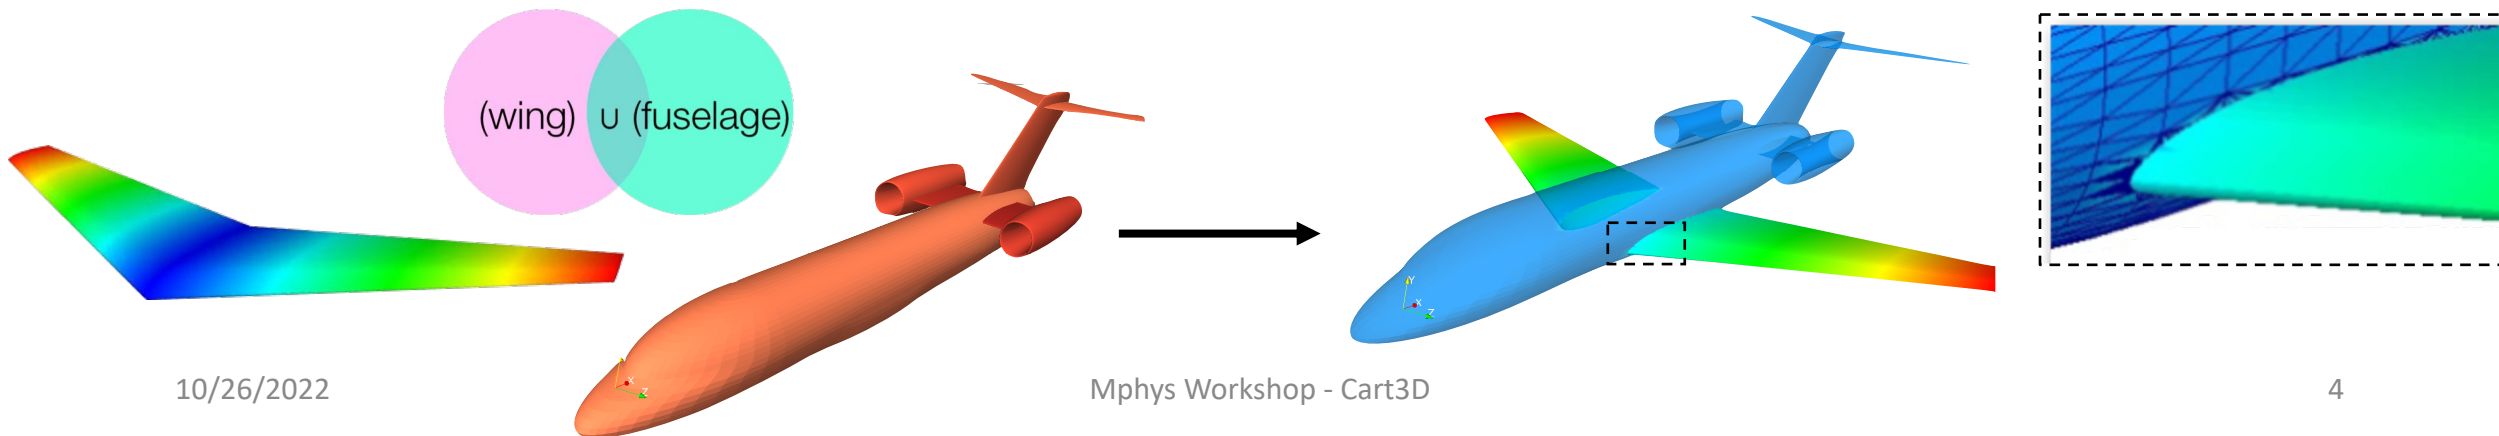 (wing) ∪ (fuselage)
Y
X
Z
X
Z
10/26/2022
Mphys Workshop - Cart3D
4